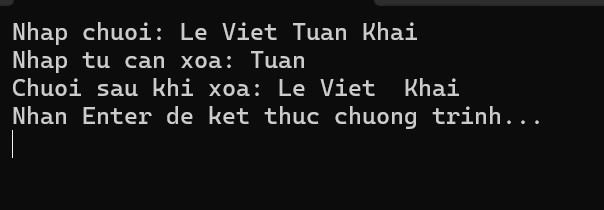 Nhap chuoi: Le Viet Tuan Khai
Nhap tu can xoa: Tuan
Chuoi sau khi xoa: Le Viet  Khai
Nhan Enter de ket thuc chuong trinh...